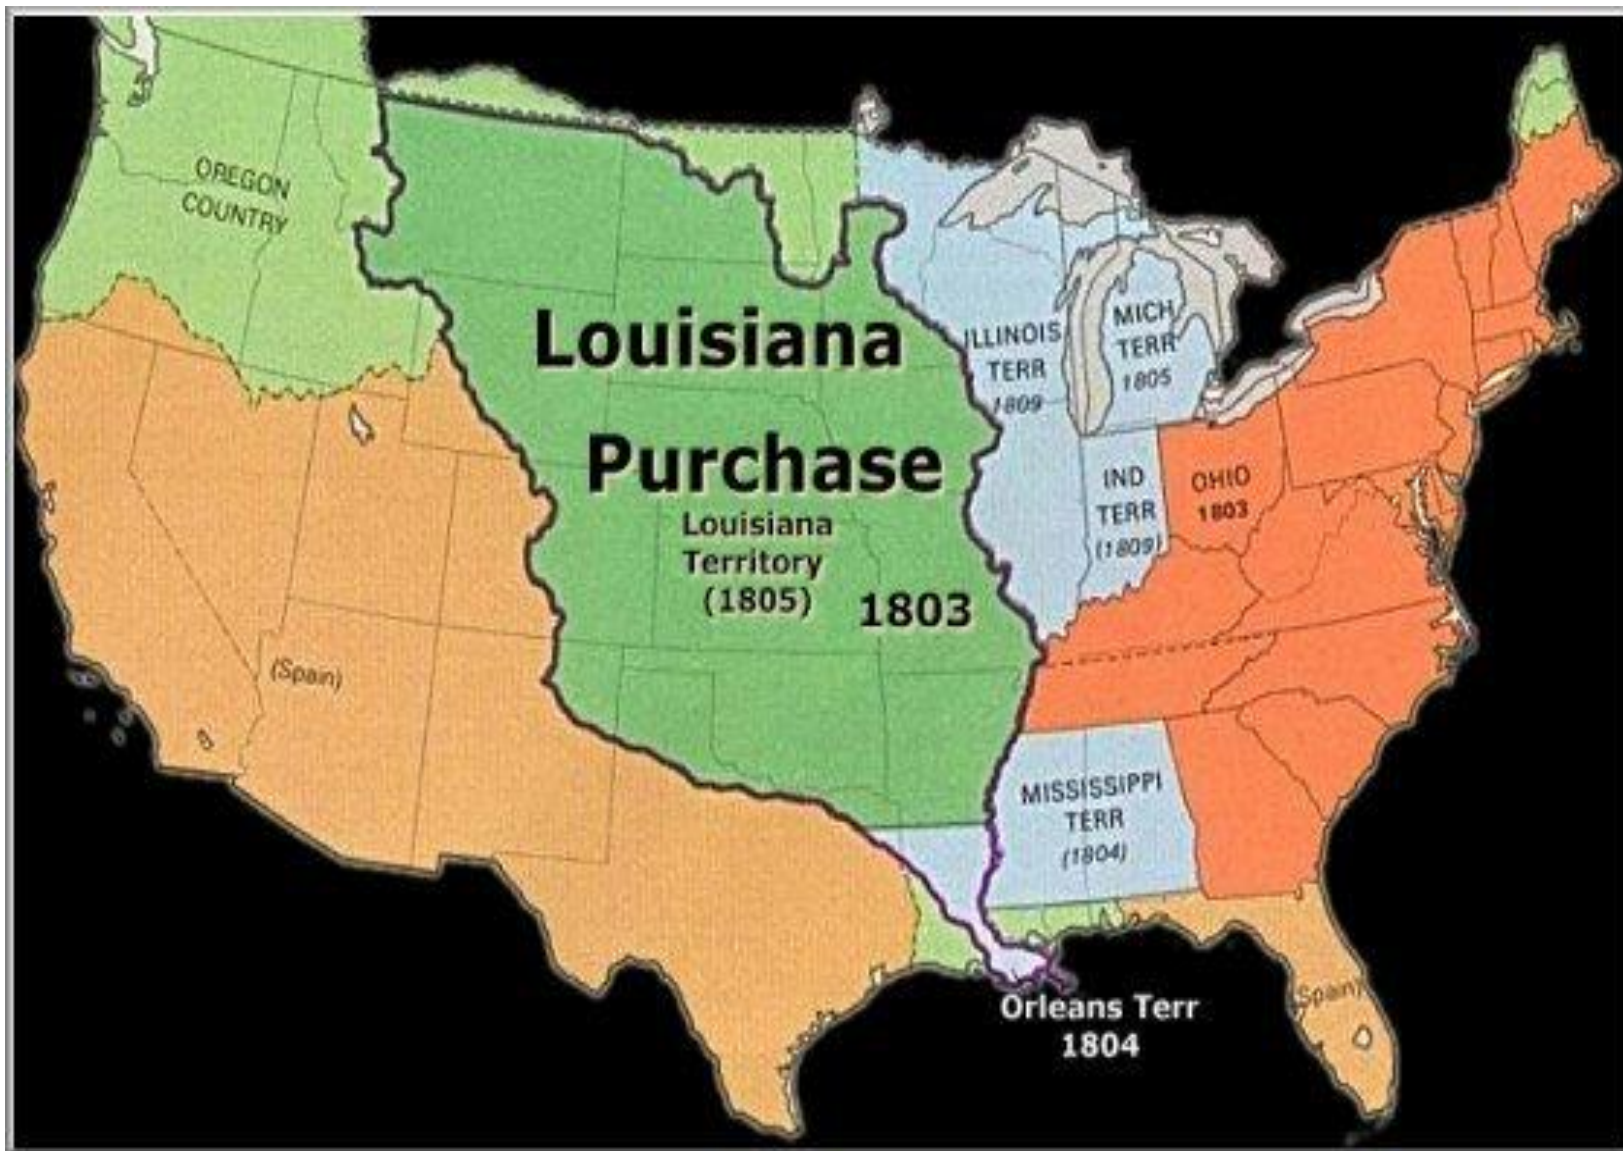 OREGON
COUNTRY
Louisiana
Purchase
Louisiana
Territory
(1805)
1803
ILLINOIS
TERR
1809
MICH
TERR
1805
IND
TERR
(1809)
OHIO
1803
(Spain)
MISSISSIPPI
TERR
(1804)
Orleans Terr
1804
(Spain)